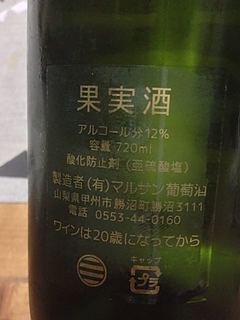 果実酒
アルコール分12%
容量 720ml
酸化防止剤（亜硫酸塩）
製造者（有）マルサン葡萄酒
山梨県甲州市勝沼町勝沼3111
電話 0553-44-0160
ワインは20歳になってから
キャップ
プラ